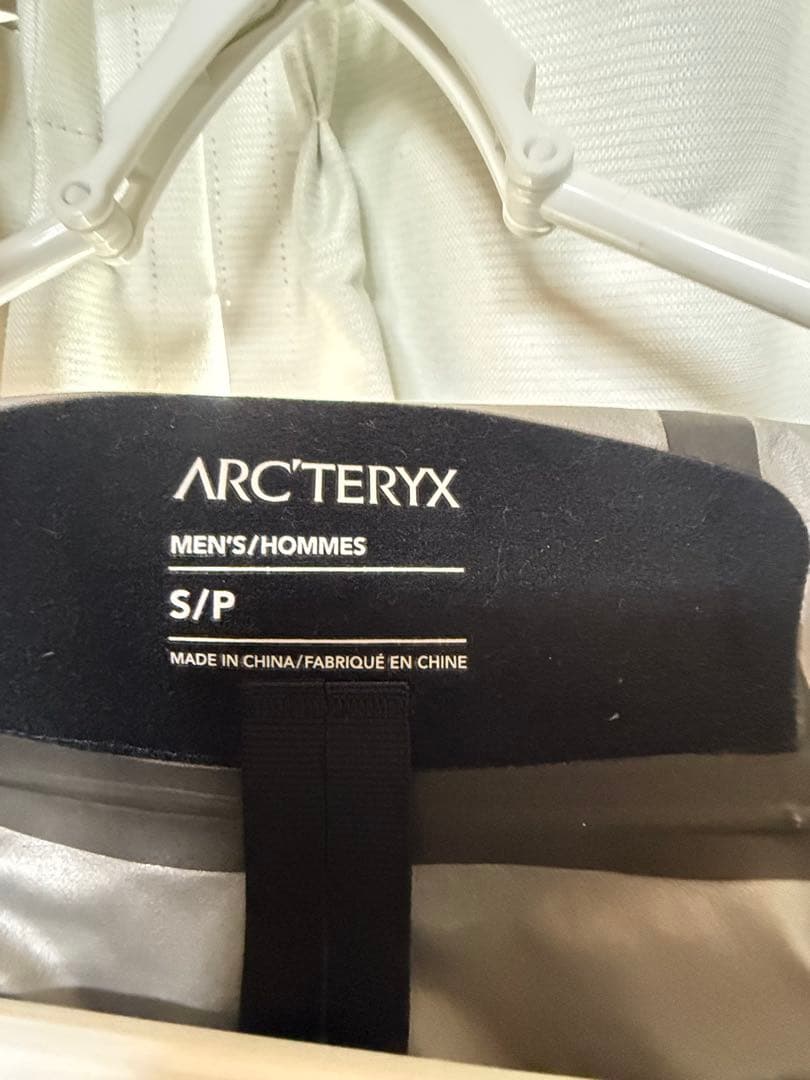 ARC'TERYX
MEN'S/HOMMES
S/P
MADE IN CHINA/FABRIQUÉ EN CHINE